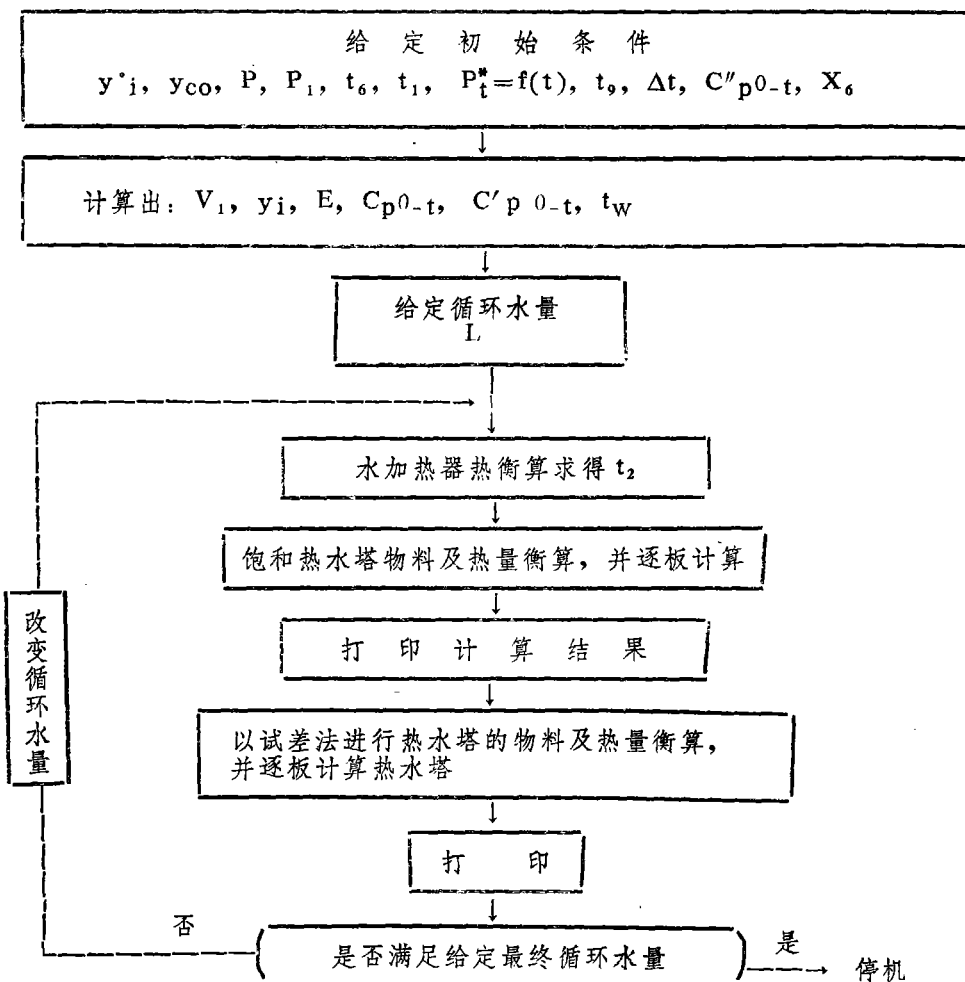 给定初始条件
y°i, yco, P, P₁, t₆, t₁, P*t=f(t), t₉, Δt, C″p0-t, X₆
计算出: V₁, yi, E, Cp0-t, C′p 0-t, tW
给定循环水量
L
水加热器热衡算求得 t₂
饱和热水塔物料及热量衡算，并逐板计算
打印计算结果
以试差法进行热水塔的物料及热量衡算，
并逐板计算热水塔
打印
是否满足给定最终循环水量
否
是
停机
改变循环水量